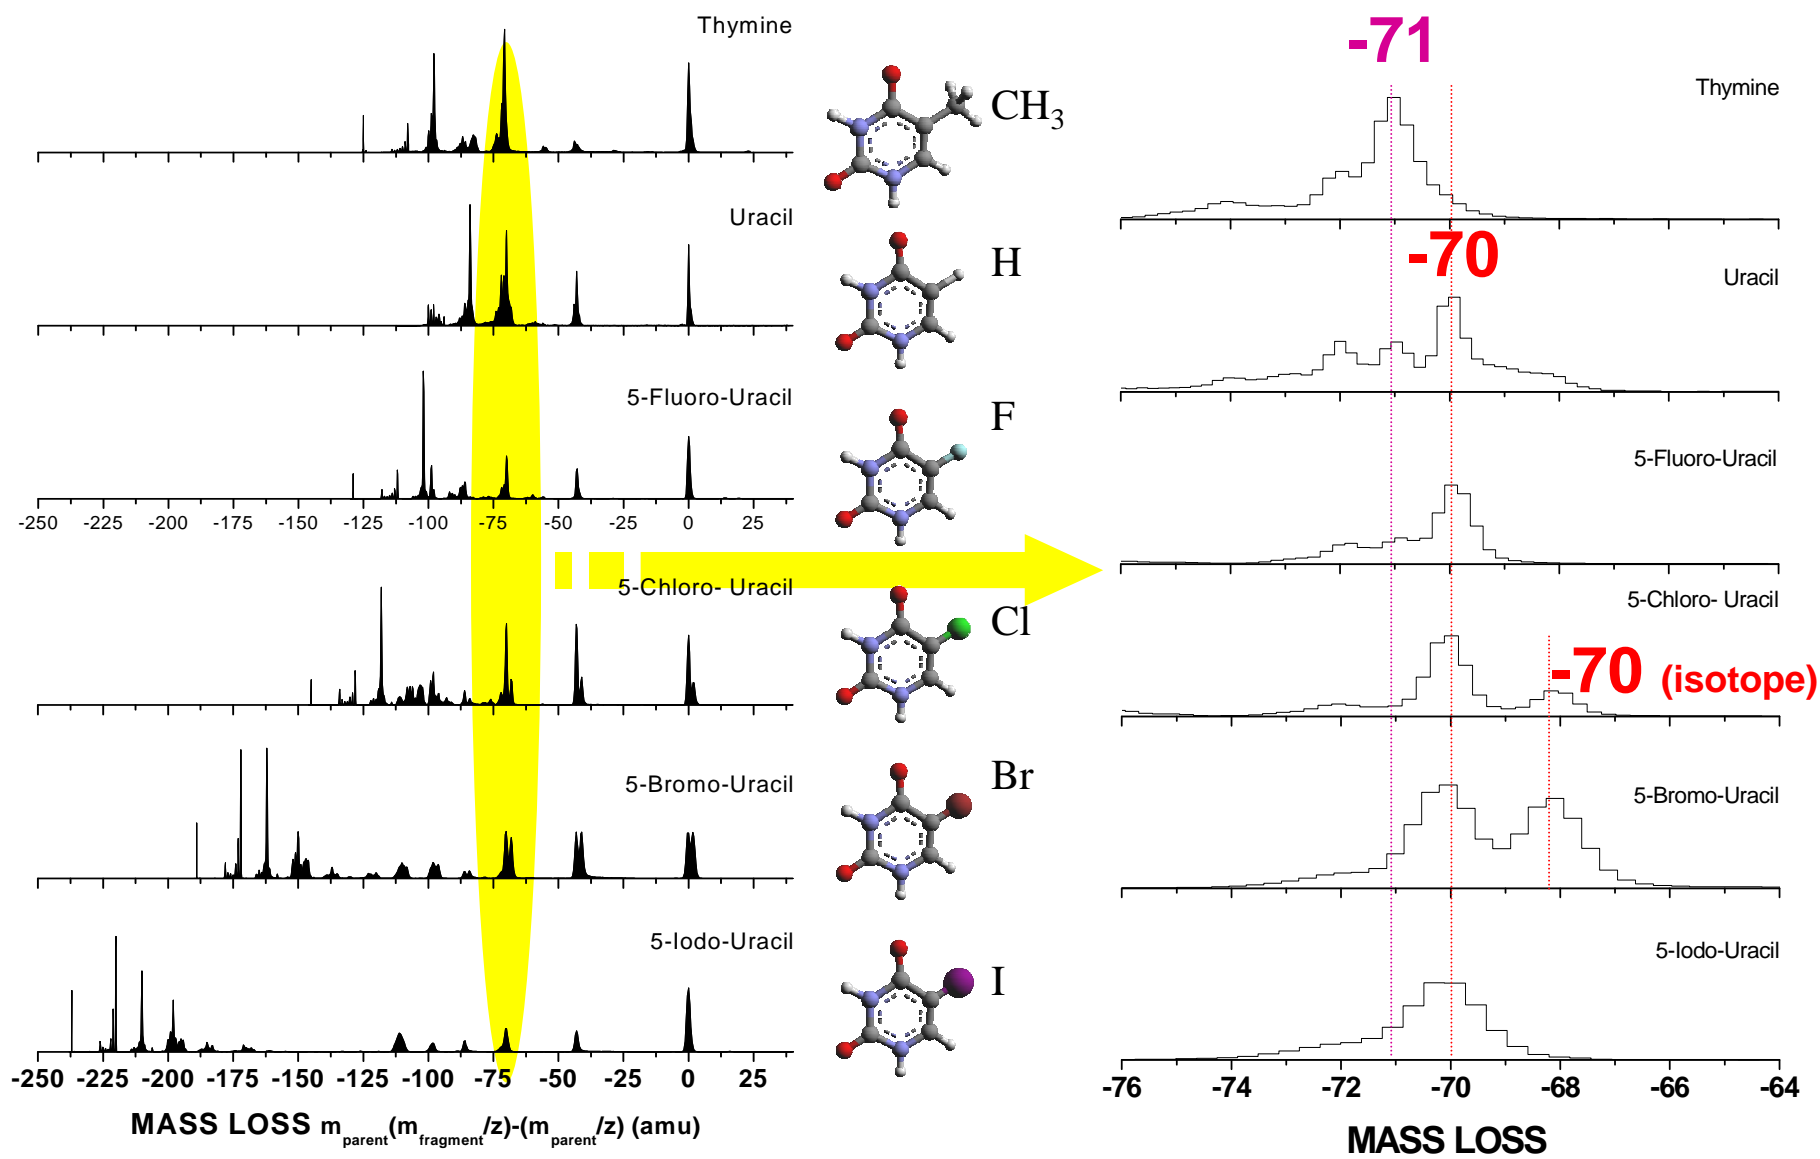 Thymine
Uracil
5-Fluoro-Uracil
-250 -225 -200 -175 -150 -125 -100 -75 -50 -25 0 25
5-Chloro- Uracil
5-Bromo-Uracil
5-Iodo-Uracil
-250 -225 -200 -175 -150 -125 -100 -75 -50 -25 0 25
MASS LOSS m_parent(m_fragment/z)-(m_parent/z) (amu)
CH₃
H
F
Cl
Br
I
-71
Thymine
-70
Uracil
5-Fluoro-Uracil
5-Chloro- Uracil
-70 (isotope)
5-Bromo-Uracil
5-Iodo-Uracil
-76 -74 -72 -70 -68 -66 -64
MASS LOSS